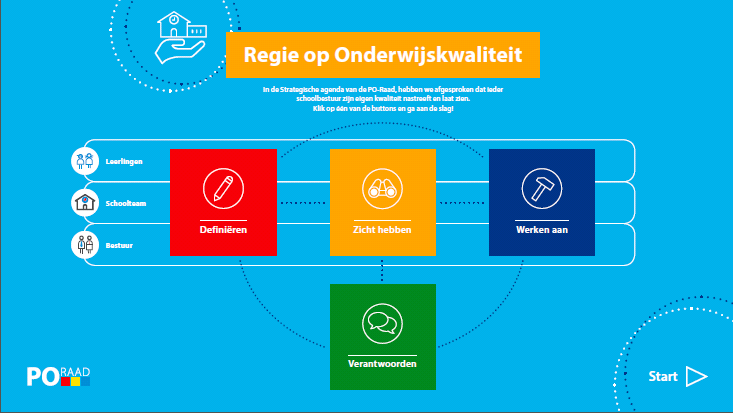 Regie op Onderwijskwaliteit
In de Strategische agenda van de PO-Raad, hebben we afgesproken dat ieder
schoolbestuur zijn eigen kwaliteit nastreeft en laat zien.
Klik op één van de buttons en ga aan de slag!
Leerlingen
Schoolteam
Bestuur
Definiëren
Zicht hebben
Werken aan
Verantwoorden
PO RAAD
Start